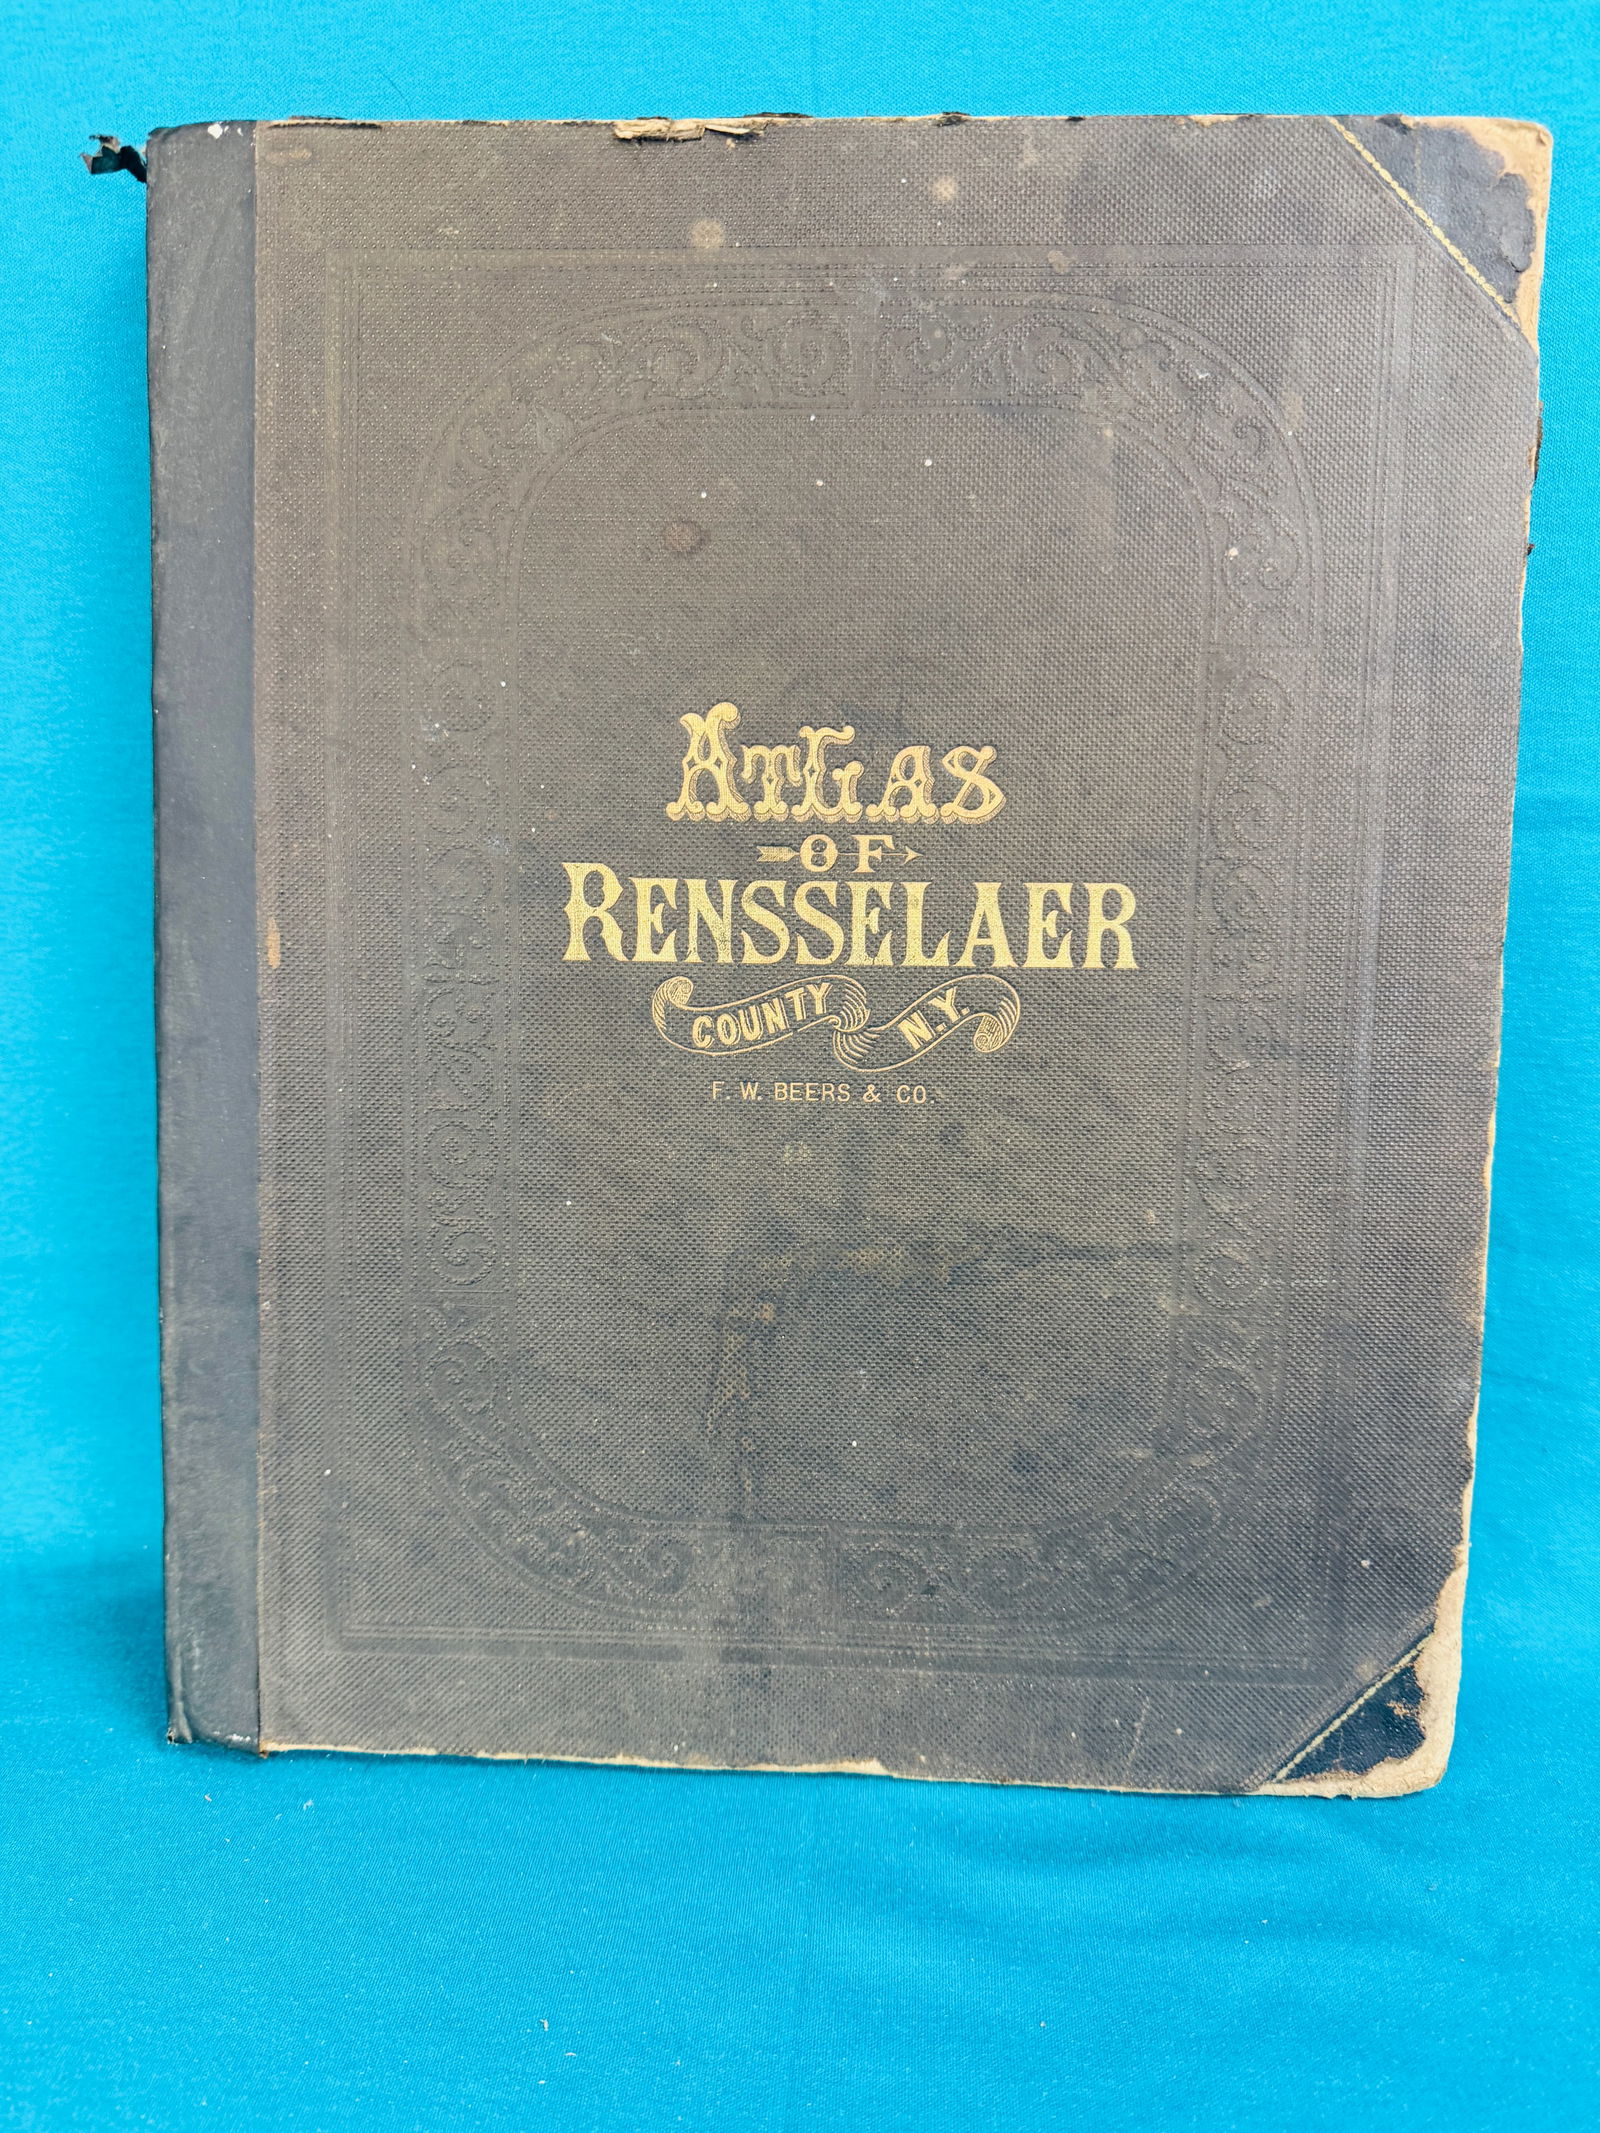 ATLAS
OF
RENSSELAER
COUNTY N.Y.
F. W. BEERS & CO.